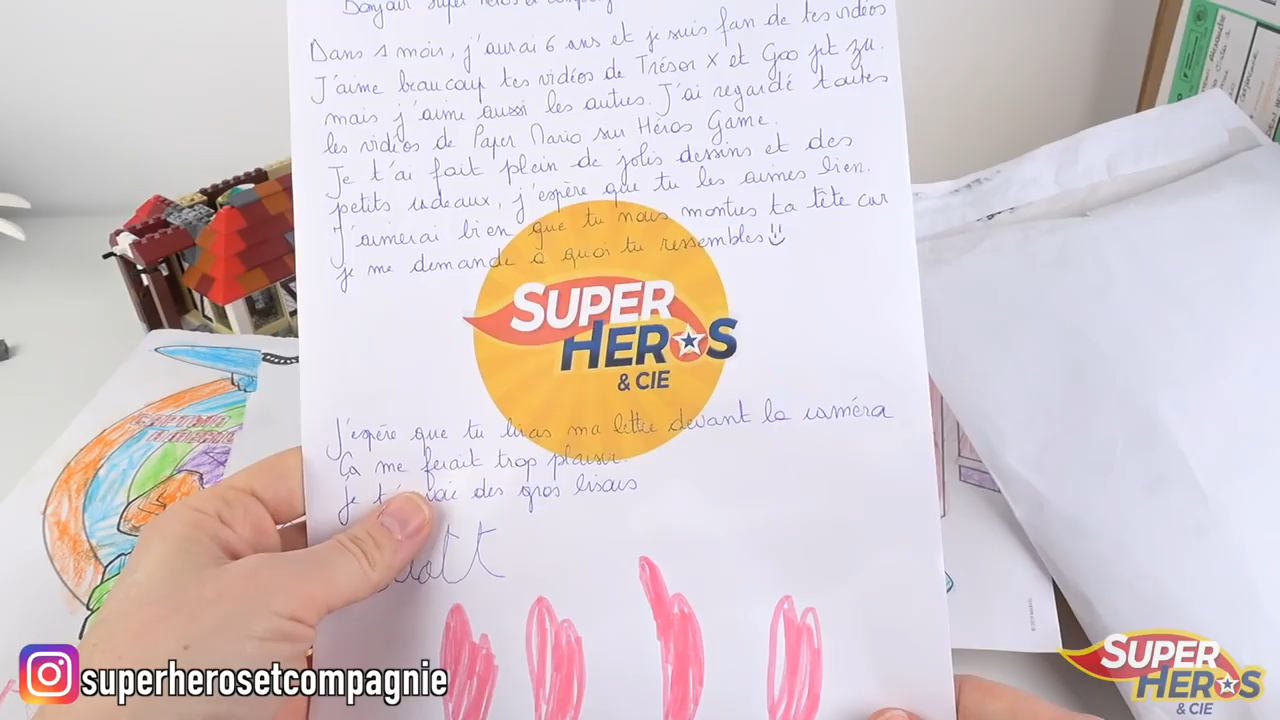 Bonjour super héros et compagnie
Dans 1 mois, j'aurai 6 ans et je suis fan de tes vidéos
J'aime beaucoup tes vidéos de Trésor X et Goo jit zu.
mais j'aime aussi les autres. J'ai regardé toutes
les vidéos de Paper Mario sur Héros Game.
Je t'ai fait plein de jolis dessins et des
petits cadeaux, j'espère que tu les aimes bien.
J'aimerai bien que tu nous montres ta tête car
je me demande à quoi tu ressembles
SUPER
HEROS
& CIE
J'espère que tu liras ma lettre devant la caméra
Ça me ferait trop plaisir.
Je des gros bisous
superherosetcompagnie
SUPER
HEROS
& CIE